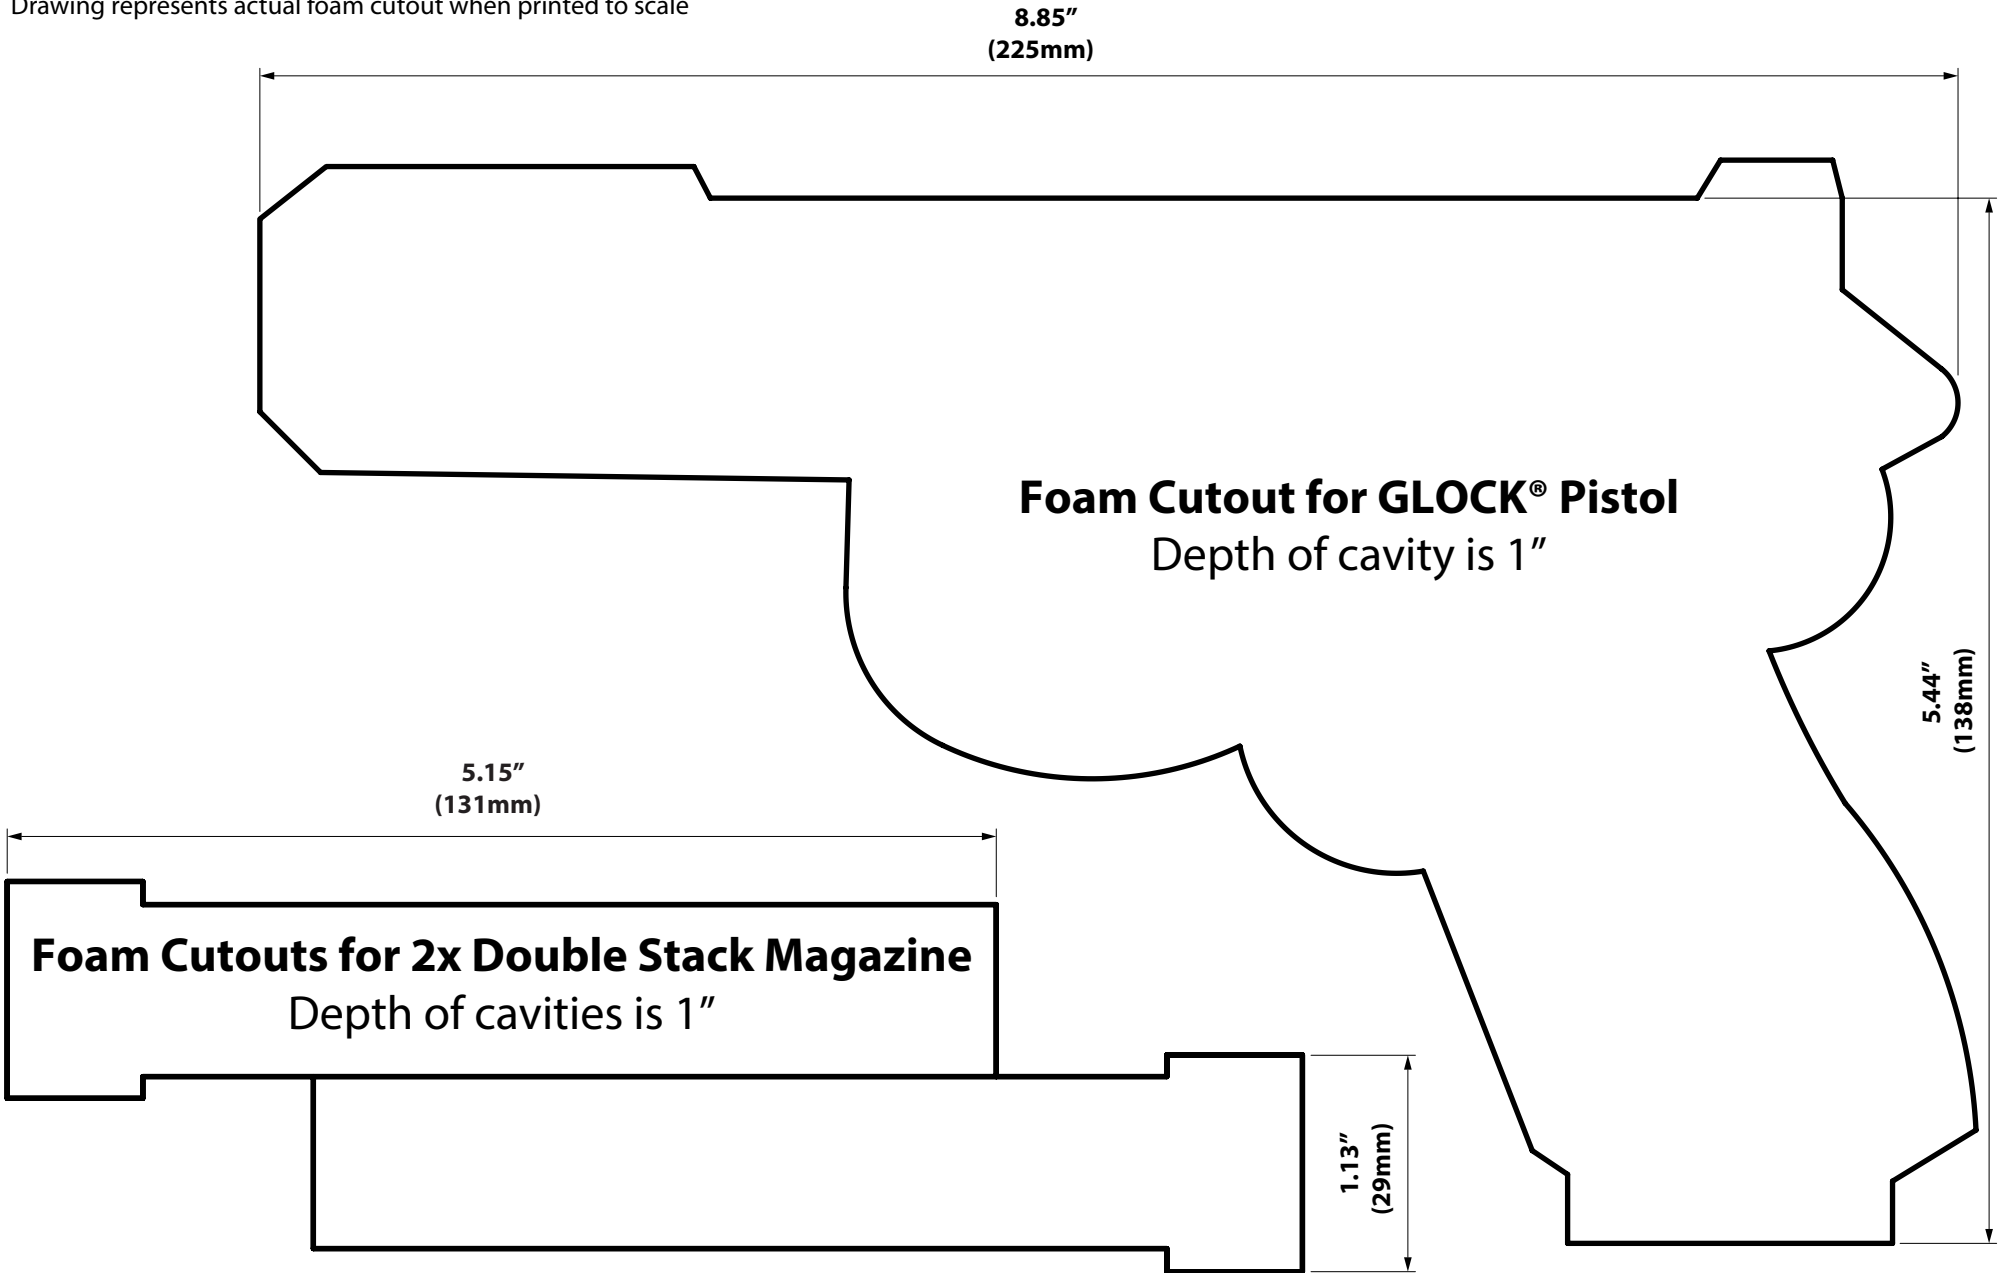 Drawing represents actual foam cutout when printed to scale
8.85”
(225mm)
Foam Cutout for GLOCK® Pistol
Depth of cavity is 1”
5.44”
(138mm)
5.15”
(131mm)
Foam Cutouts for 2x Double Stack Magazine
Depth of cavities is 1”
1.13”
(29mm)